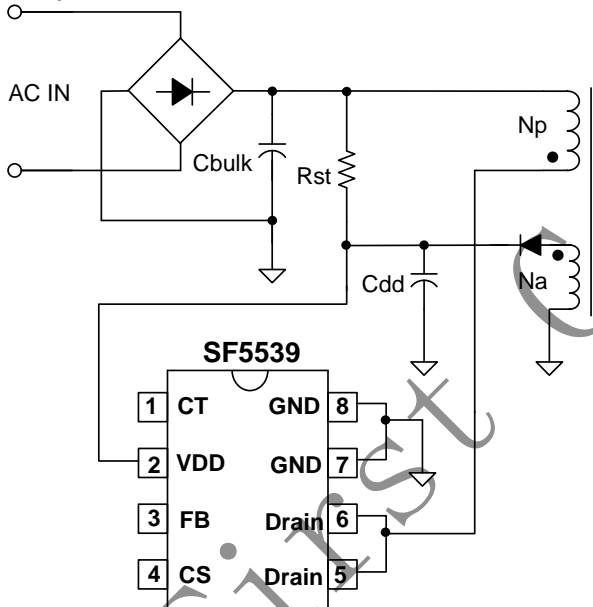 AC IN
Np
Cbulk
Rst
Cdd
Na
SF5539
1 CT GND 8
2 VDD GND 7
3 FB Drain 6
4 CS Drain 5